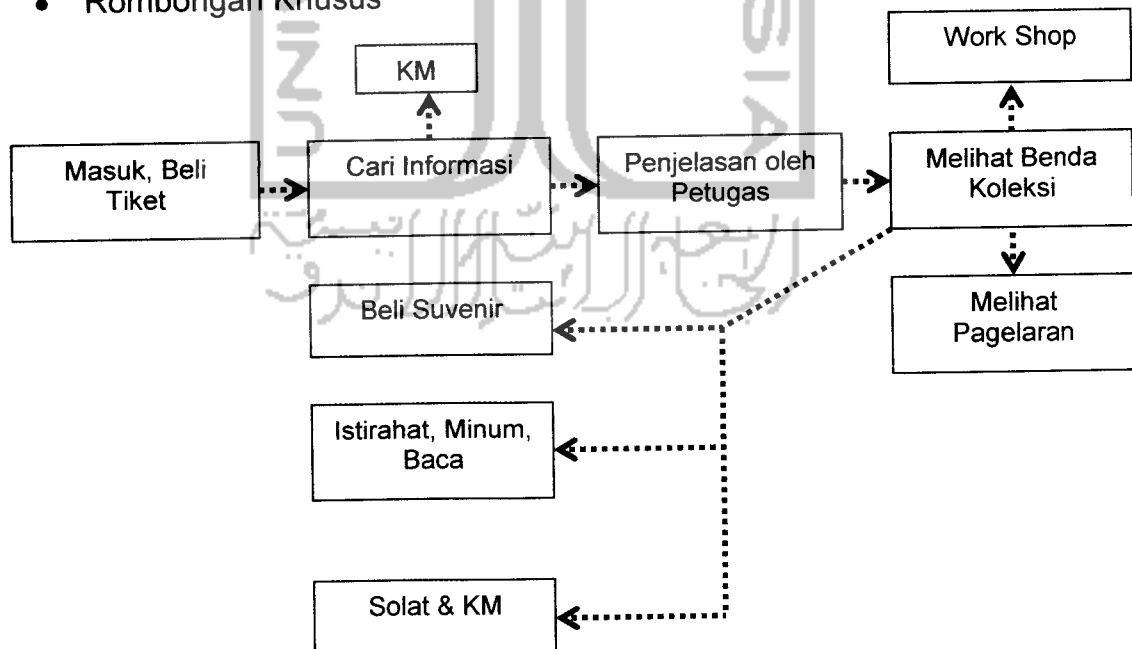 • Rombongan Khusus
Work Shop
KM
Masuk, Beli
Tiket
Cari Informasi
Penjelasan oleh
Petugas
Melihat Benda
Koleksi
Beli Suvenir
Melihat
Pagelaran
Istirahat, Minum,
Baca
Solat & KM